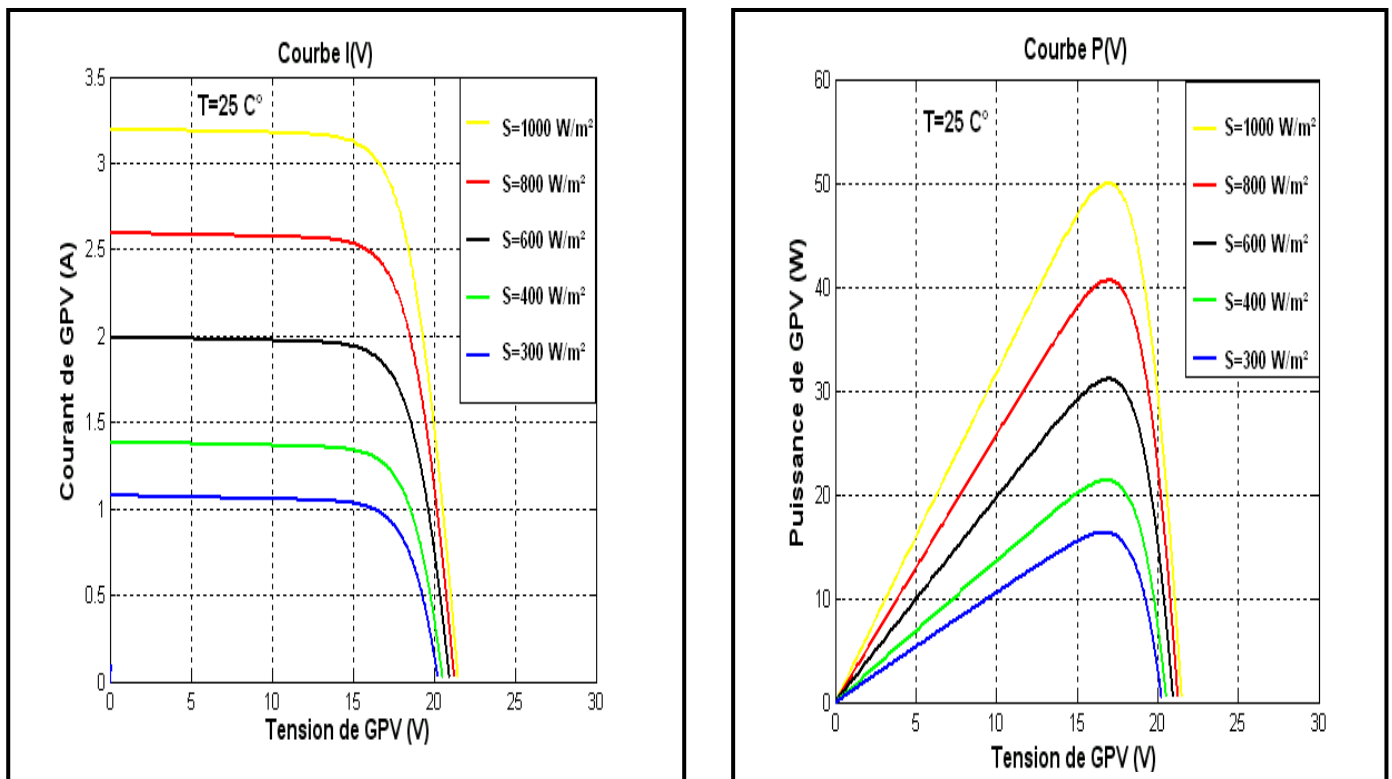 Courbe I(V)
T=25 C°
S=1000 W/m²
S=800 W/m²
S=600 W/m²
S=400 W/m²
S=300 W/m²
Courant de GPV (A)
3.5
3
2.5
2
1.5
1
0.5
0
0 5 10 15 20 25 30
Tension de GPV (V)
Courbe P(V)
T=25 C°
S=1000 W/m²
S=800 W/m²
S=600 W/m²
S=400 W/m²
S=300 W/m²
Puissance de GPV (W)
60
50
40
30
20
10
0
0 5 10 15 20 25 30
Tension de GPV (V)